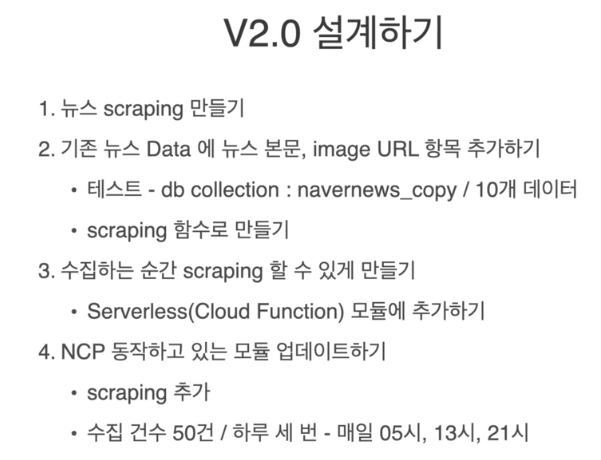 V2.0 설계하기
1. 뉴스 scraping 만들기
2. 기존 뉴스 Data 에 뉴스 본문, image URL 항목 추가하기
• 테스트 - db collection : navernews_copy / 10개 데이터
• scraping 함수로 만들기
3. 수집하는 순간 scraping 할 수 있게 만들기
• Serverless(Cloud Function) 모듈에 추가하기
4. NCP 동작하고 있는 모듈 업데이트하기
• scraping 추가
• 수집 건수 50건 / 하루 세 번 - 매일 05시, 13시, 21시